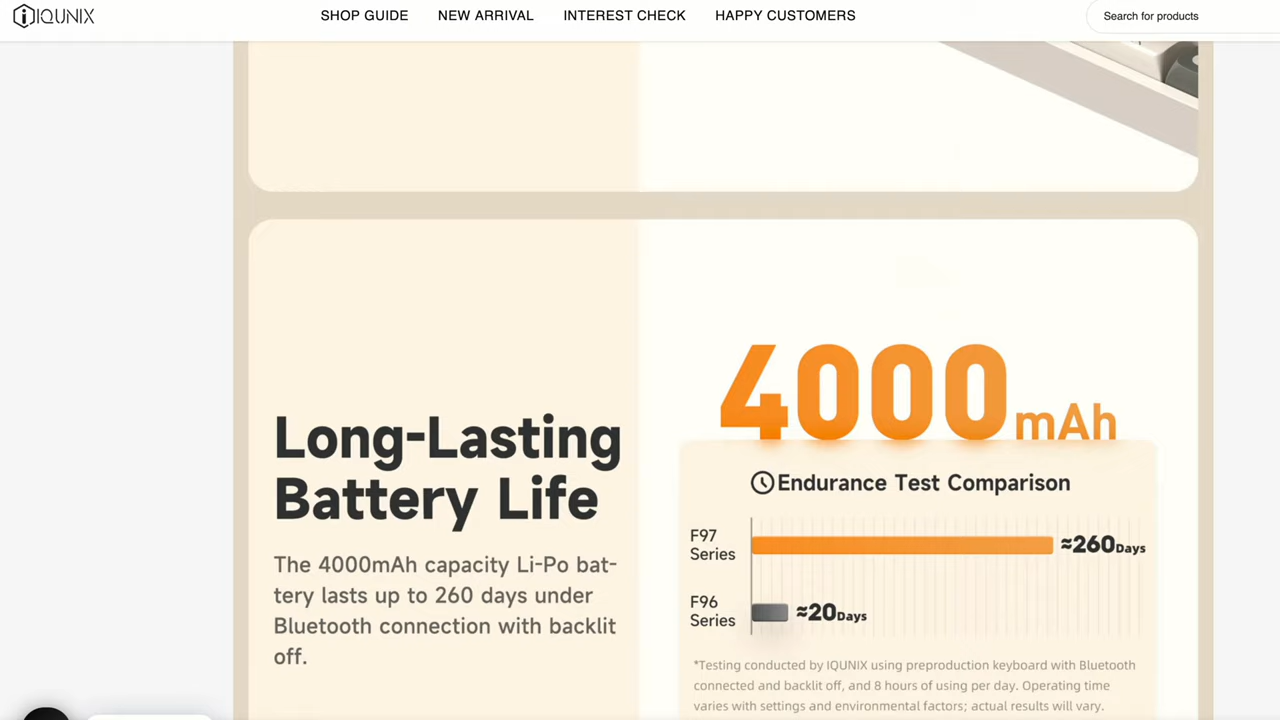 IQUNIX
SHOP GUIDE
NEW ARRIVAL
INTEREST CHECK
HAPPY CUSTOMERS
Search for products
Long-Lasting
Battery Life
The 4000mAh capacity Li-Po bat-
tery lasts up to 260 days under
Bluetooth connection with backlit
off.
4000mAh
Endurance Test Comparison
F97
Series
≈260Days
F96
Series
≈20Days
*Testing conducted by IQUNIX using preproduction keyboard with Bluetooth
connected and backlit off, and 8 hours of using per day. Operating time
varies with settings and environmental factors; actual results will vary.